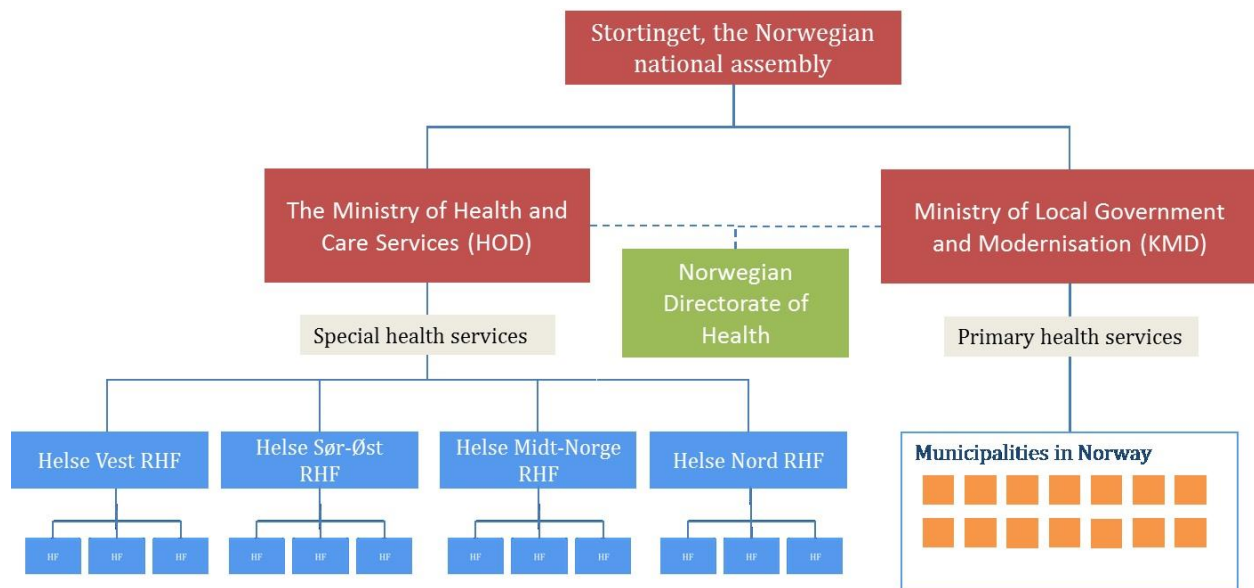 Stortinget, the Norwegian
national assembly
The Ministry of Health and
Care Services (HOD)
Ministry of Local Government
and Modernisation (KMD)
Norwegian
Directorate of
Health
Special health services
Primary health services
Helse Vest RHF
Helse Sør-Øst
RHF
Helse Midt-Norge
RHF
Helse Nord RHF
Municipalities in Norway
HF
HF
HF
HF
HF
HF
HF
HF
HF
HF
HF
HF